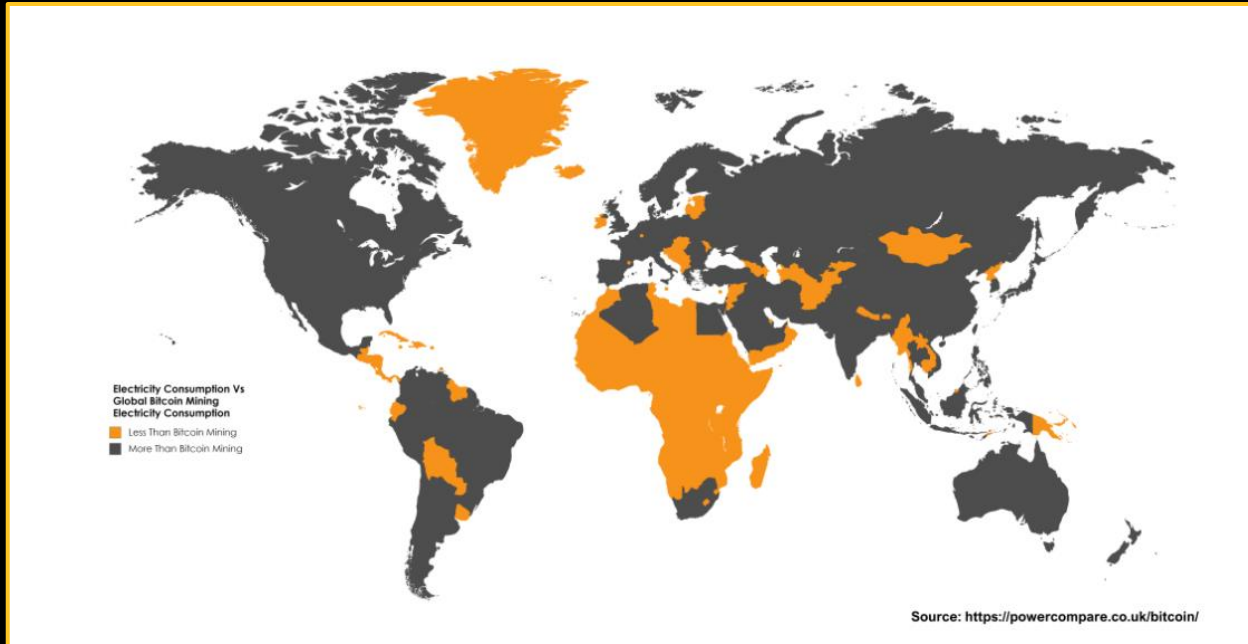 Electricity Consumption Vs
Global Bitcoin Mining
Electricity Consumption
Less Than Bitcoin Mining
More Than Bitcoin Mining
Source: https://powercompare.co.uk/bitcoin/